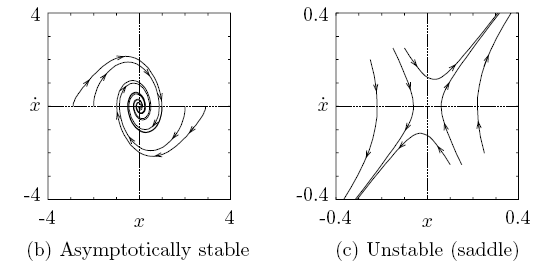 4
ẋ
-4
-4
x
4
(b) Asymptotically stable
0.4
ẋ
-0.4
-0.4
x
0.4
(c) Unstable (saddle)